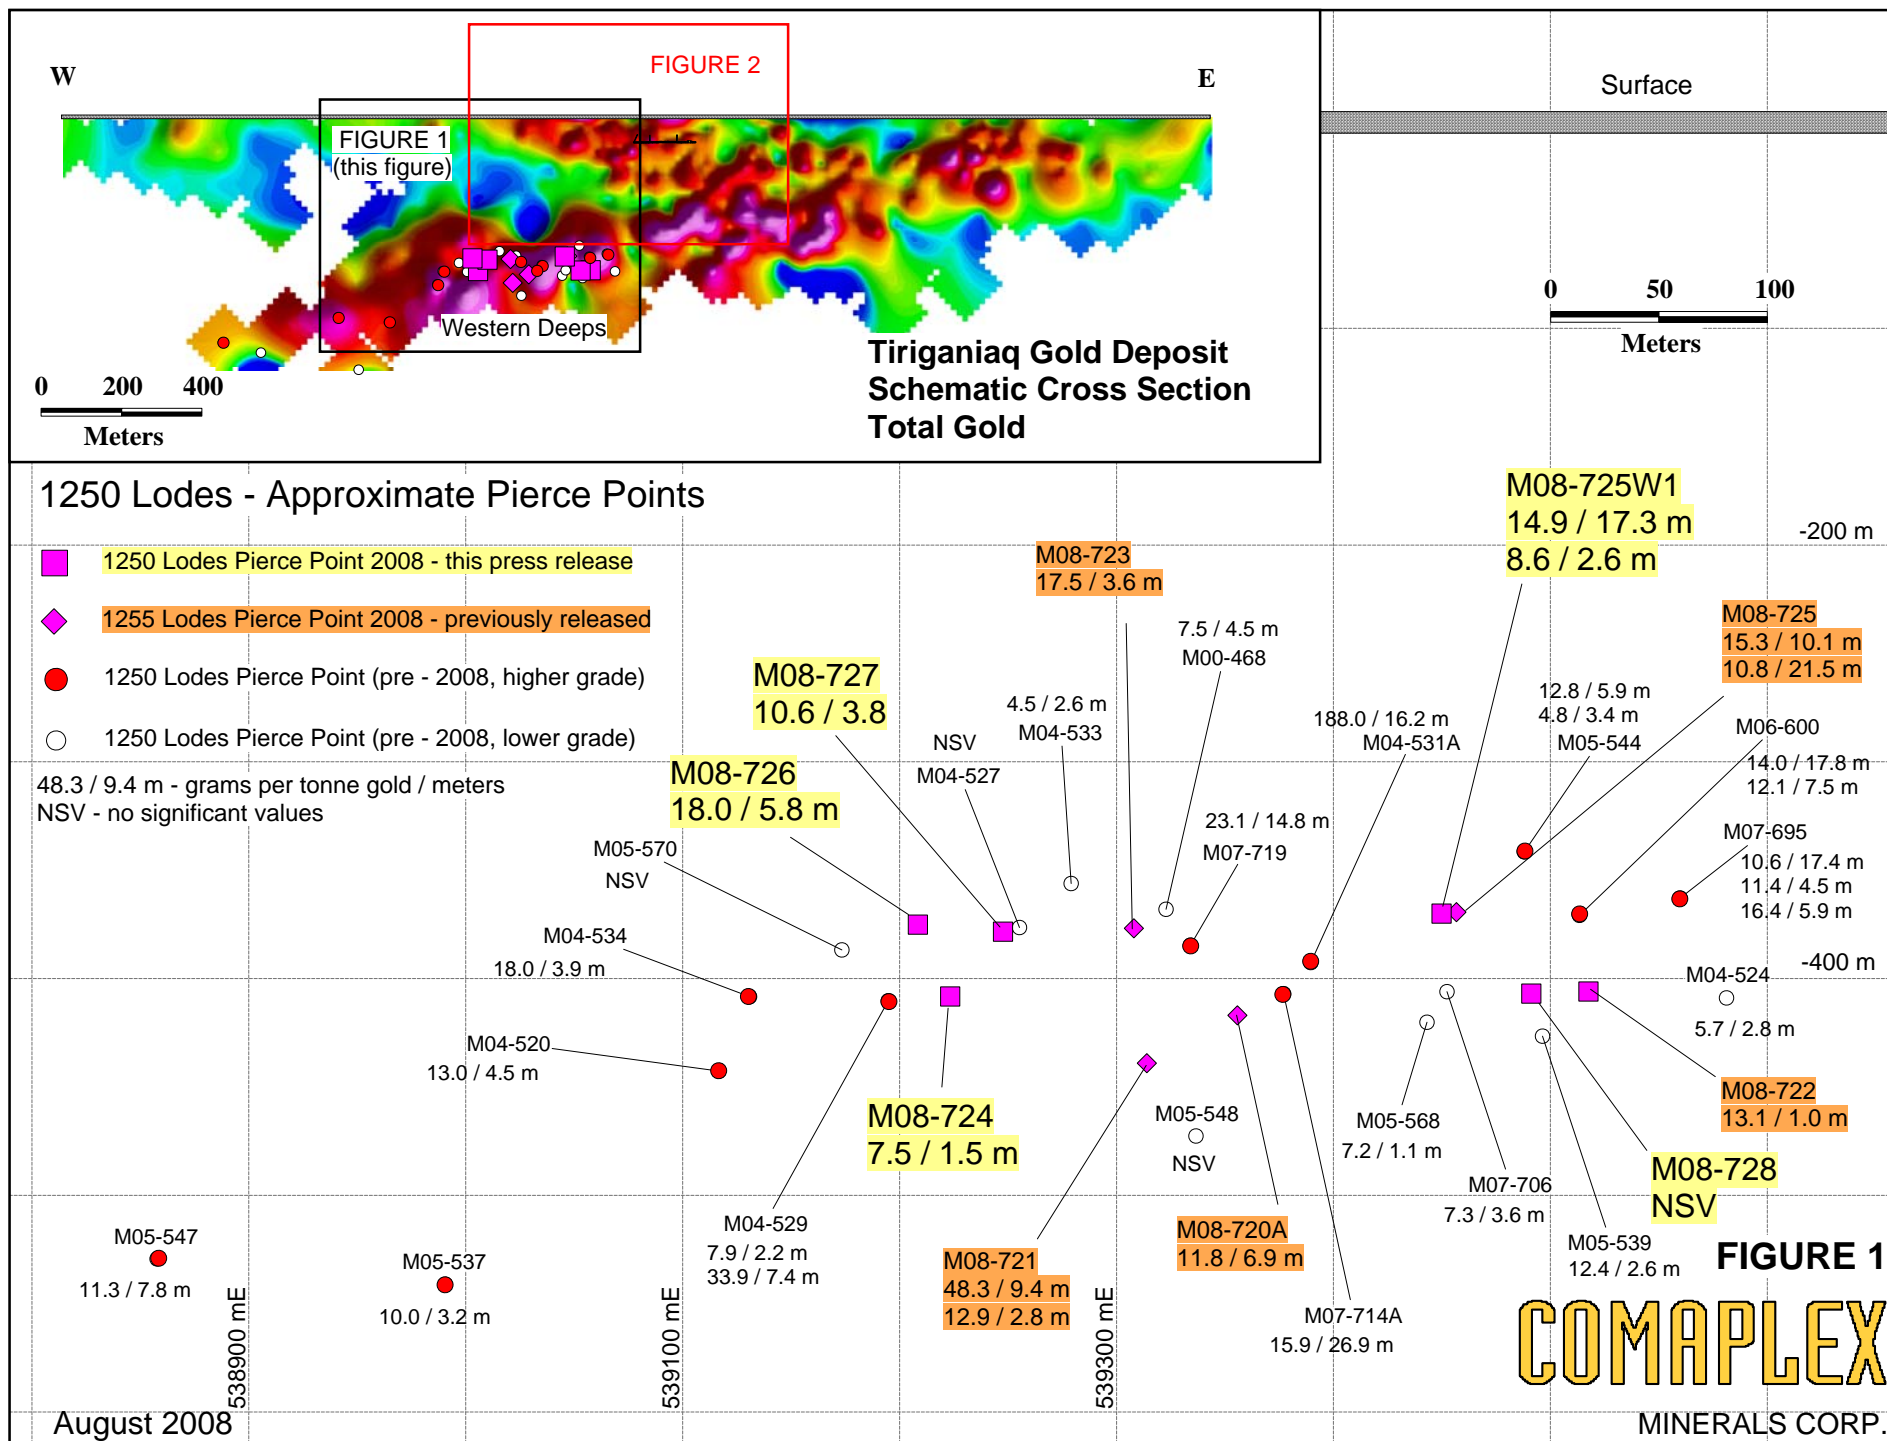 W
E
FIGURE 2
FIGURE 1
(this figure)
Western Deeps
0 200 400
Meters
Tiriganiaq Gold Deposit
Schematic Cross Section
Total Gold
Surface
0 50 100
Meters
1250 Lodes - Approximate Pierce Points
1250 Lodes Pierce Point 2008 - this press release
1255 Lodes Pierce Point 2008 - previously released
1250 Lodes Pierce Point (pre - 2008, higher grade)
1250 Lodes Pierce Point (pre - 2008, lower grade)
48.3 / 9.4 m - grams per tonne gold / meters
NSV - no significant values
M08-725W1
14.9 / 17.3 m
8.6 / 2.6 m
-200 m
M08-723
17.5 / 3.6 m
7.5 / 4.5 m
M00-468
M08-725
15.3 / 10.1 m
10.8 / 21.5 m
M08-727
10.6 / 3.8
4.5 / 2.6 m
M04-533
188.0 / 16.2 m
M04-531A
12.8 / 5.9 m
4.8 / 3.4 m
M05-544
M06-600
14.0 / 17.8 m
12.1 / 7.5 m
NSV
M04-527
M08-726
18.0 / 5.8 m
23.1 / 14.8 m
M07-719
M07-695
10.6 / 17.4 m
11.4 / 4.5 m
16.4 / 5.9 m
M05-570
NSV
M04-534
18.0 / 3.9 m
-400 m
M04-524
5.7 / 2.8 m
M04-520
13.0 / 4.5 m
M08-724
7.5 / 1.5 m
M05-548
NSV
M05-568
7.2 / 1.1 m
M08-722
13.1 / 1.0 m
M08-728
NSV
M07-706
7.3 / 3.6 m
M05-539
12.4 / 2.6 m
M04-529
7.9 / 2.2 m
33.9 / 7.4 m
M08-721
48.3 / 9.4 m
12.9 / 2.8 m
M08-720A
11.8 / 6.9 m
M07-714A
15.9 / 26.9 m
M05-547
11.3 / 7.8 m
M05-537
10.0 / 3.2 m
538900 mE
539100 mE
539300 mE
FIGURE 1
COMAPLEX
MINERALS CORP.
August 2008